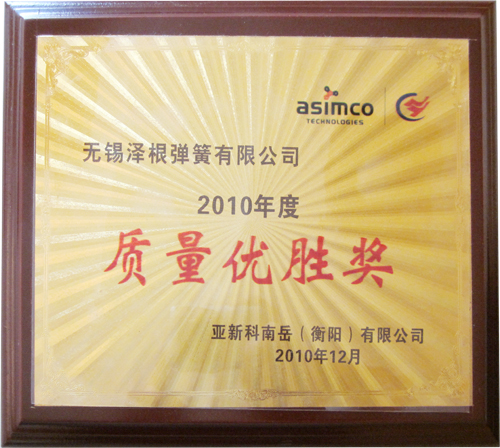 asimco
TECHNOLOGIES
无锡泽根弹簧有限公司
2010年度
质量优胜奖
亚新科南岳（衡阳）有限公司
2010年12月